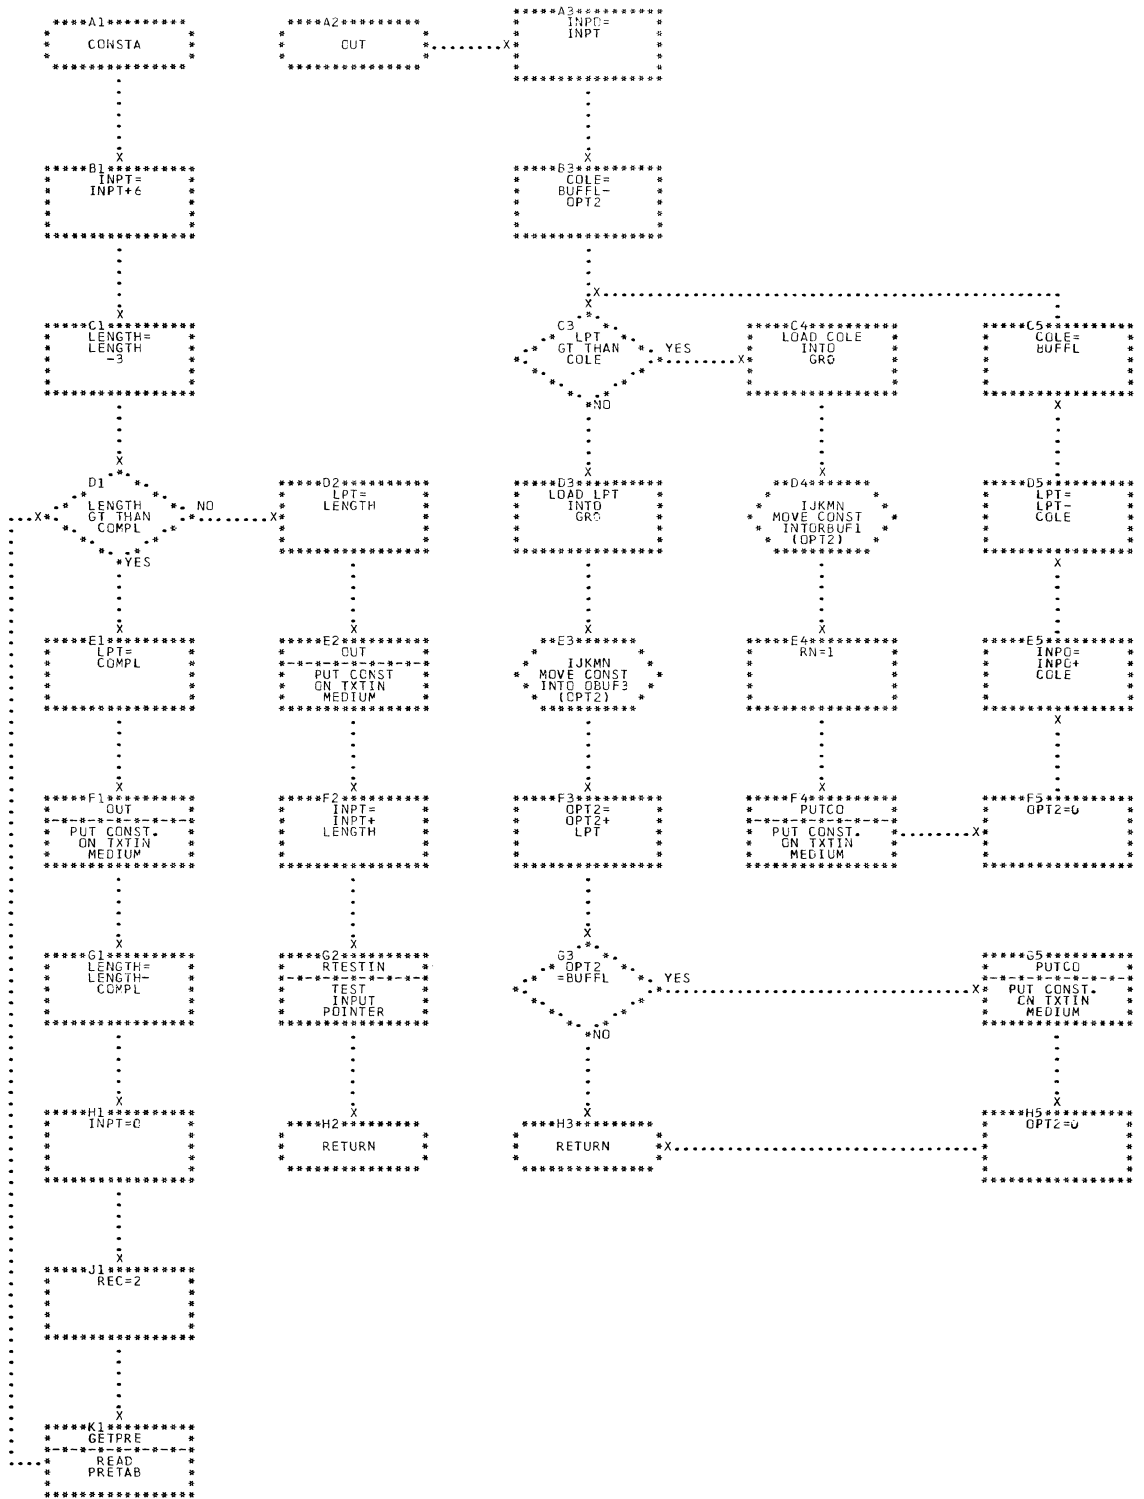 A1
CONSTA
B1
INPT=
INPT+6
C1
LENGTH=
LENGTH
-3
D1
LENGTH
GT THAN
COMPL
NO
YES
E1
LPT=
COMPL
F1
OUT
PUT CONST.
ON TXTIN
MEDIUM
G1
LENGTH=
LENGTH-
COMPL
H1
INPT=0
J1
REC=2
K1
GETPRE
READ
PRETAB
A2
OUT
D2
LPT=
LENGTH
E2
OUT
PUT CONST
ON TXTIN
MEDIUM
F2
INPT=
INPT+
LENGTH
G2
RTESTIN
TEST
INPUT
POINTER
H2
RETURN
A3
INPO=
INPT
B3
COLE=
BUFFL-
OPT2
C3
LPT
GT THAN
COLE
YES
NO
D3
LOAD LPT
INTO
GR0
E3
IJKMN
MOVE CONST
INTO OBUF3
(OPT2)
F3
OPT2=
OPT2+
LPT
G3
OPT2
=BUFFL
YES
NO
H3
RETURN
C4
LOAD COLE
INTO
GR0
D4
IJKMN
MOVE CONST
INTORBUF1
(OPT2)
E4
RN=1
F4
PUTCO
PUT CONST.
ON TXTIN
MEDIUM
C5
COLE=
BUFFL
D5
LPT=
LPT-
COLE
E5
INPO=
INPO+
COLE
F5
OPT2=0
G5
PUTCO
PUT CONST.
ON TXTIN
MEDIUM
H5
OPT2=0